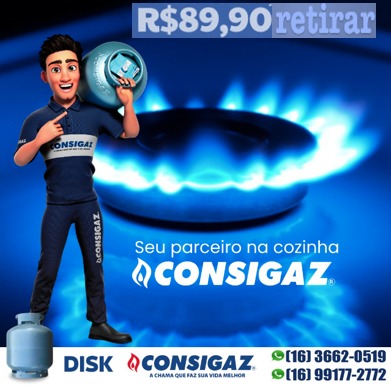 R$89,90 retirar
CONSIGAZ
CONSIGAZ
Seu parceiro na cozinha
CONSIGAZ®
DISK CONSIGAZ®
A CHAMA QUE FAZ SUA VIDA MELHOR
(16) 3662-0519
(16) 99177-2772